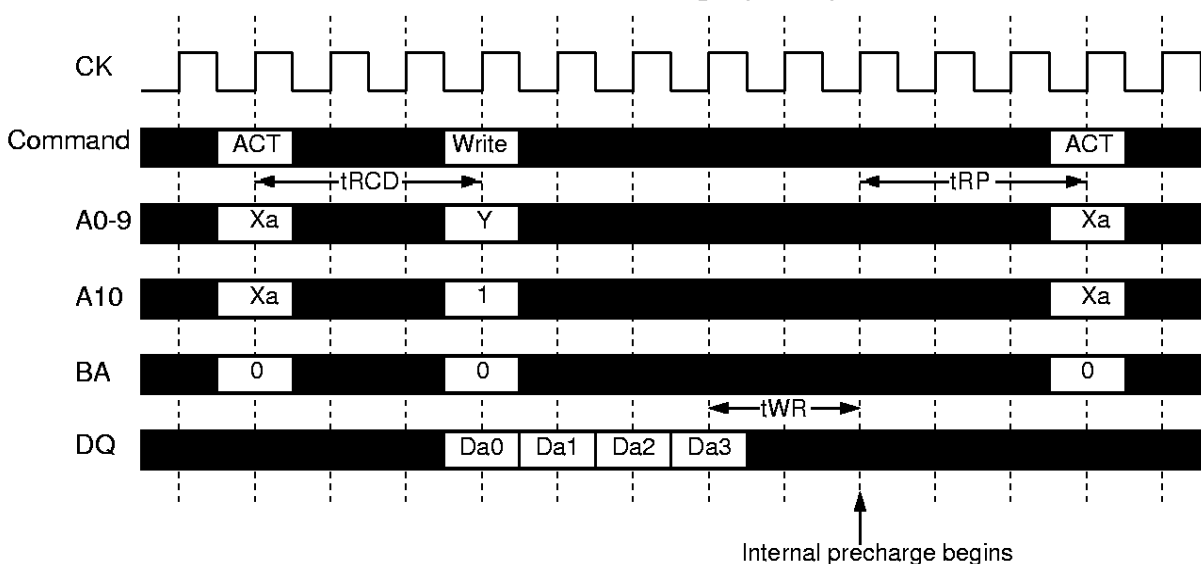 CK
Command ACT Write ACT
tRCD tRP
A0-9 Xa Y Xa
A10 Xa 1 Xa
BA 0 0 0
tWR
DQ Da0 Da1 Da2 Da3
Internal precharge begins